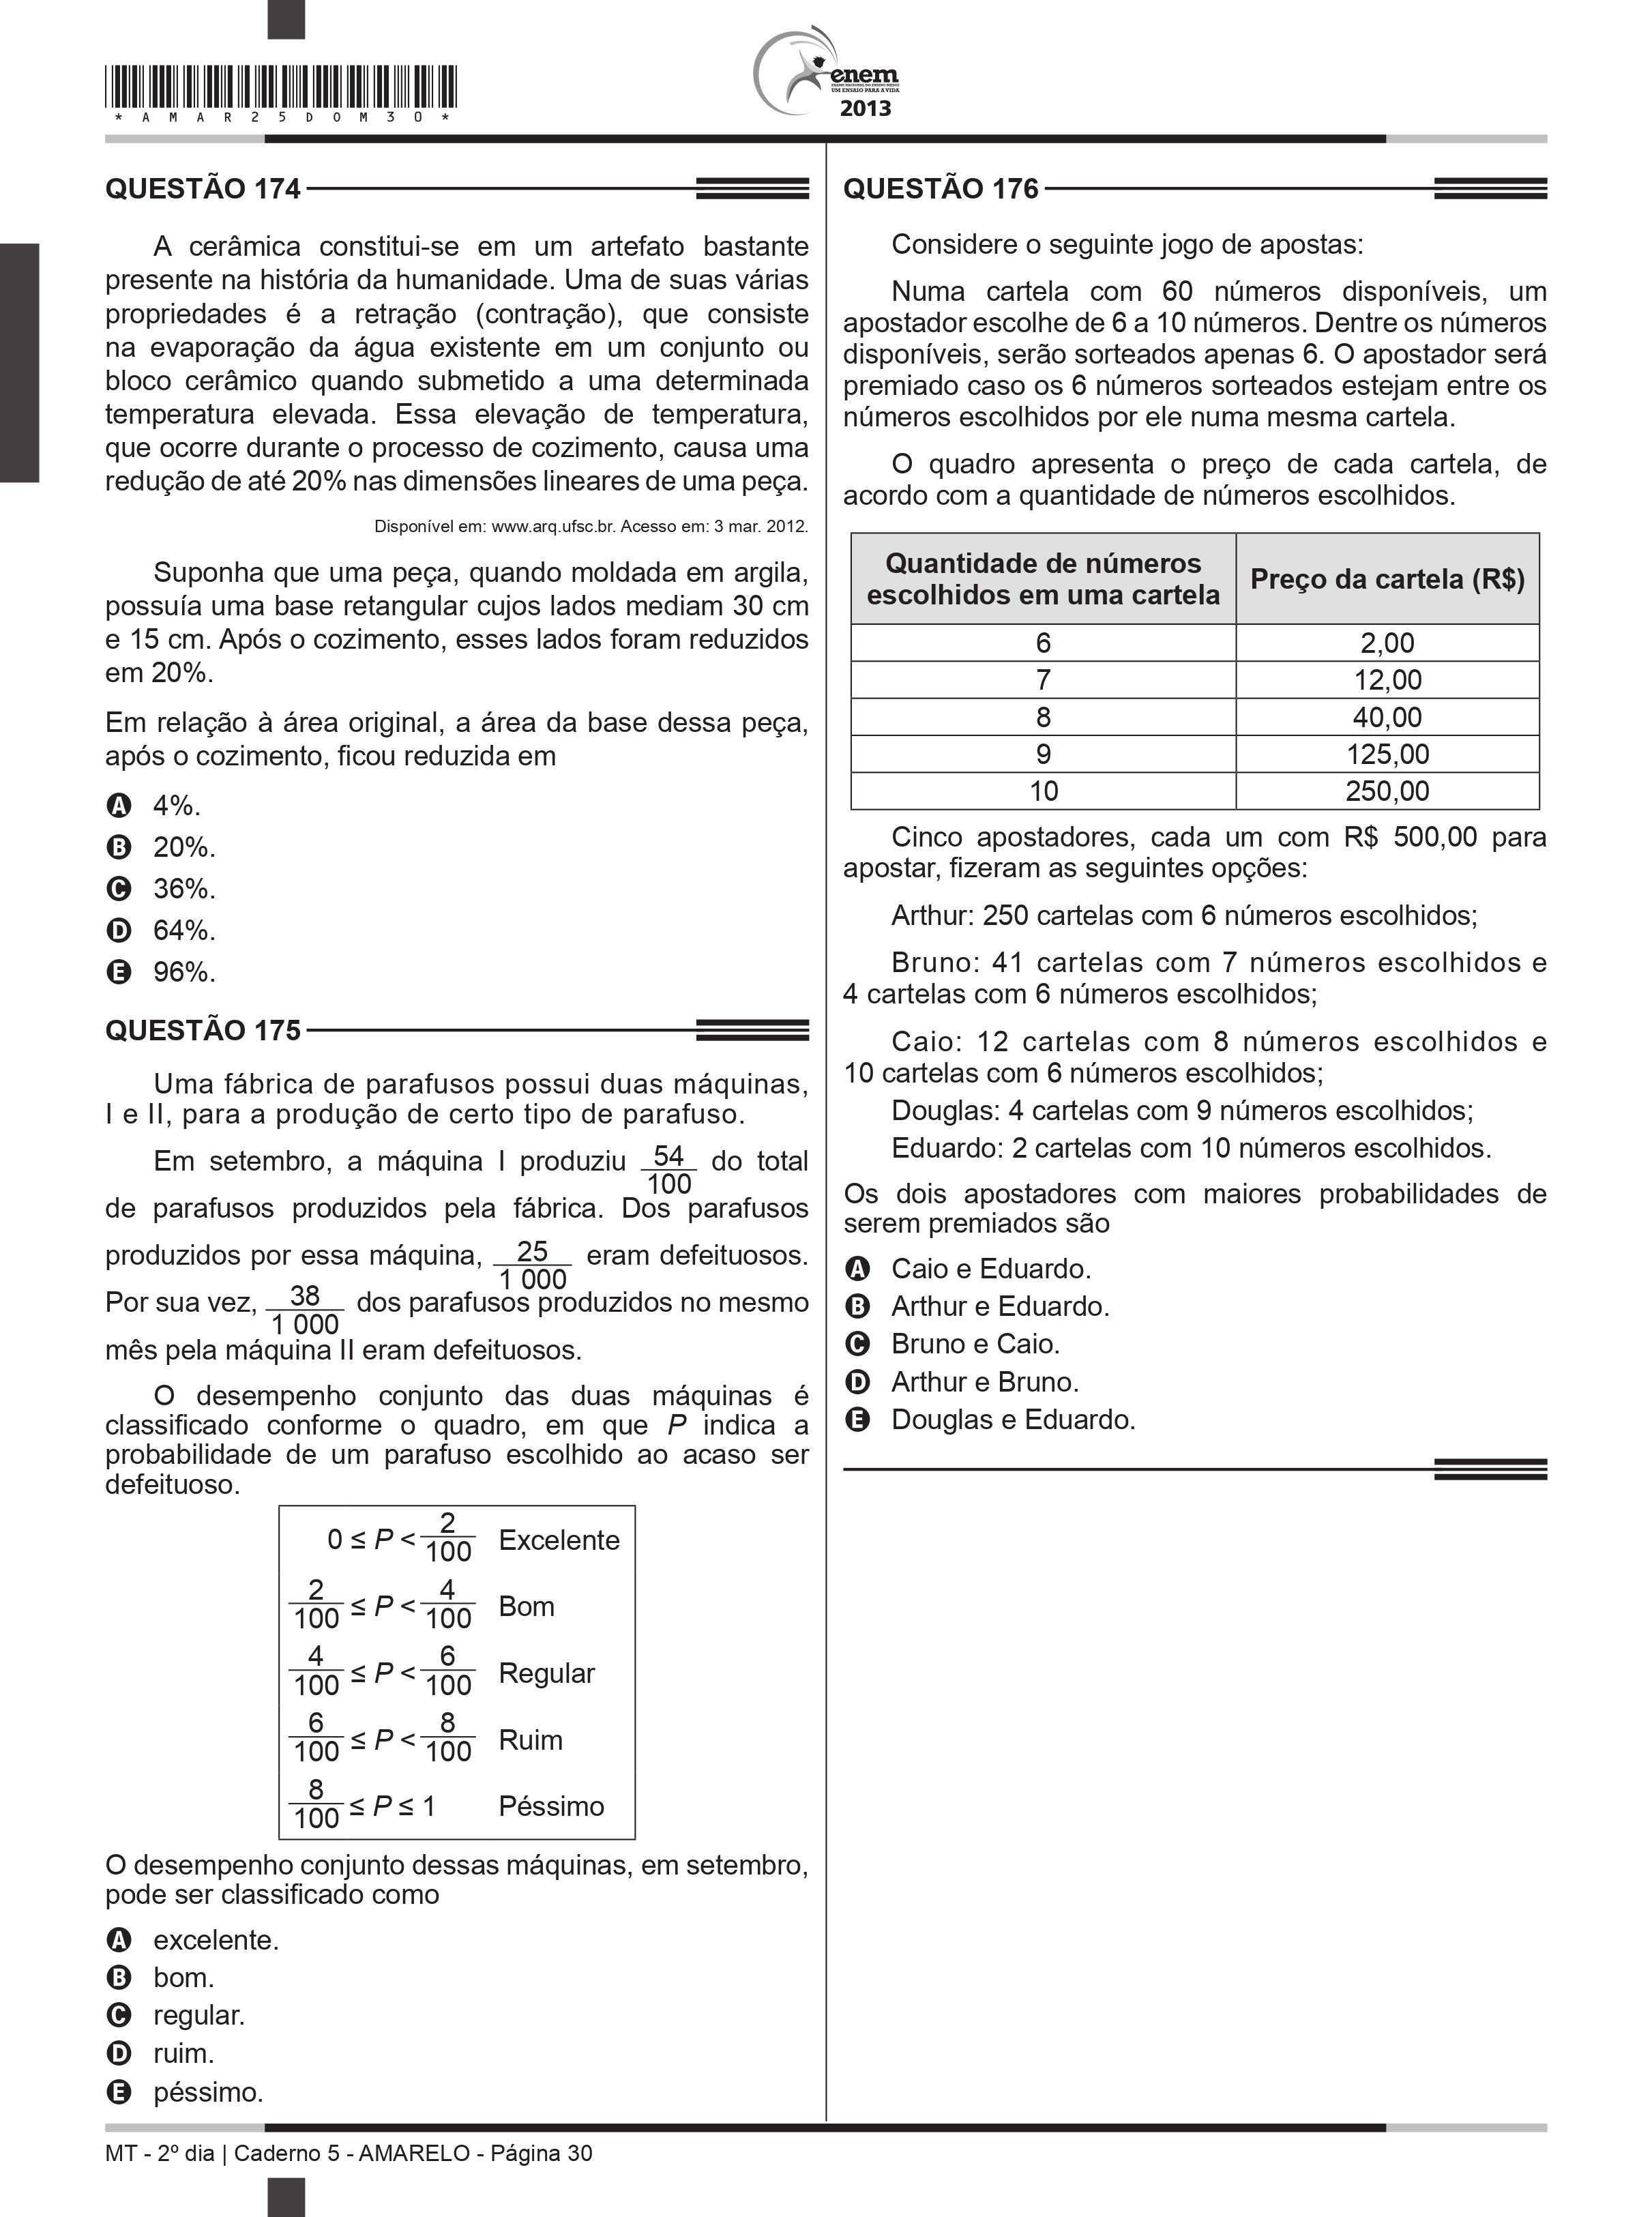 *AMAR25DOM30*
enem
EXAME NACIONAL DO ENSINO MÉDIO
UM ENSAIO PARA A VIDA
2013
QUESTÃO 174
A cerâmica constitui-se em um artefato bastante
presente na história da humanidade. Uma de suas várias
propriedades é a retração (contração), que consiste
na evaporação da água existente em um conjunto ou
bloco cerâmico quando submetido a uma determinada
temperatura elevada. Essa elevação de temperatura,
que ocorre durante o processo de cozimento, causa uma
redução de até 20% nas dimensões lineares de uma peça.
Disponível em: www.arq.ufsc.br. Acesso em: 3 mar. 2012.
Suponha que uma peça, quando moldada em argila,
possuía uma base retangular cujos lados mediam 30 cm
e 15 cm. Após o cozimento, esses lados foram reduzidos
em 20%.
Em relação à área original, a área da base dessa peça,
após o cozimento, ficou reduzida em
A 4%.
B 20%.
C 36%.
D 64%.
E 96%.
QUESTÃO 175
Uma fábrica de parafusos possui duas máquinas,
I e II, para a produção de certo tipo de parafuso.
Em setembro, a máquina I produziu 54/100 do total
de parafusos produzidos pela fábrica. Dos parafusos
produzidos por essa máquina, 25/1 000 eram defeituosos.
Por sua vez, 38/1 000 dos parafusos produzidos no mesmo
mês pela máquina II eram defeituosos.
O desempenho conjunto das duas máquinas é
classificado conforme o quadro, em que P indica a
probabilidade de um parafuso escolhido ao acaso ser
defeituoso.
0 ≤ P < 2/100 Excelente
2/100 ≤ P < 4/100 Bom
4/100 ≤ P < 6/100 Regular
6/100 ≤ P < 8/100 Ruim
8/100 ≤ P ≤ 1 Péssimo
O desempenho conjunto dessas máquinas, em setembro,
pode ser classificado como
A excelente.
B bom.
C regular.
D ruim.
E péssimo.
QUESTÃO 176
Considere o seguinte jogo de apostas:
Numa cartela com 60 números disponíveis, um
apostador escolhe de 6 a 10 números. Dentre os números
disponíveis, serão sorteados apenas 6. O apostador será
premiado caso os 6 números sorteados estejam entre os
números escolhidos por ele numa mesma cartela.
O quadro apresenta o preço de cada cartela, de
acordo com a quantidade de números escolhidos.
Quantidade de números
escolhidos em uma cartela
Preço da cartela (R$)
6 2,00
7 12,00
8 40,00
9 125,00
10 250,00
Cinco apostadores, cada um com R$ 500,00 para
apostar, fizeram as seguintes opções:
Arthur: 250 cartelas com 6 números escolhidos;
Bruno: 41 cartelas com 7 números escolhidos e
4 cartelas com 6 números escolhidos;
Caio: 12 cartelas com 8 números escolhidos e
10 cartelas com 6 números escolhidos;
Douglas: 4 cartelas com 9 números escolhidos;
Eduardo: 2 cartelas com 10 números escolhidos.
Os dois apostadores com maiores probabilidades de
serem premiados são
A Caio e Eduardo.
B Arthur e Eduardo.
C Bruno e Caio.
D Arthur e Bruno.
E Douglas e Eduardo.
MT - 2º dia | Caderno 5 - AMARELO - Página 30